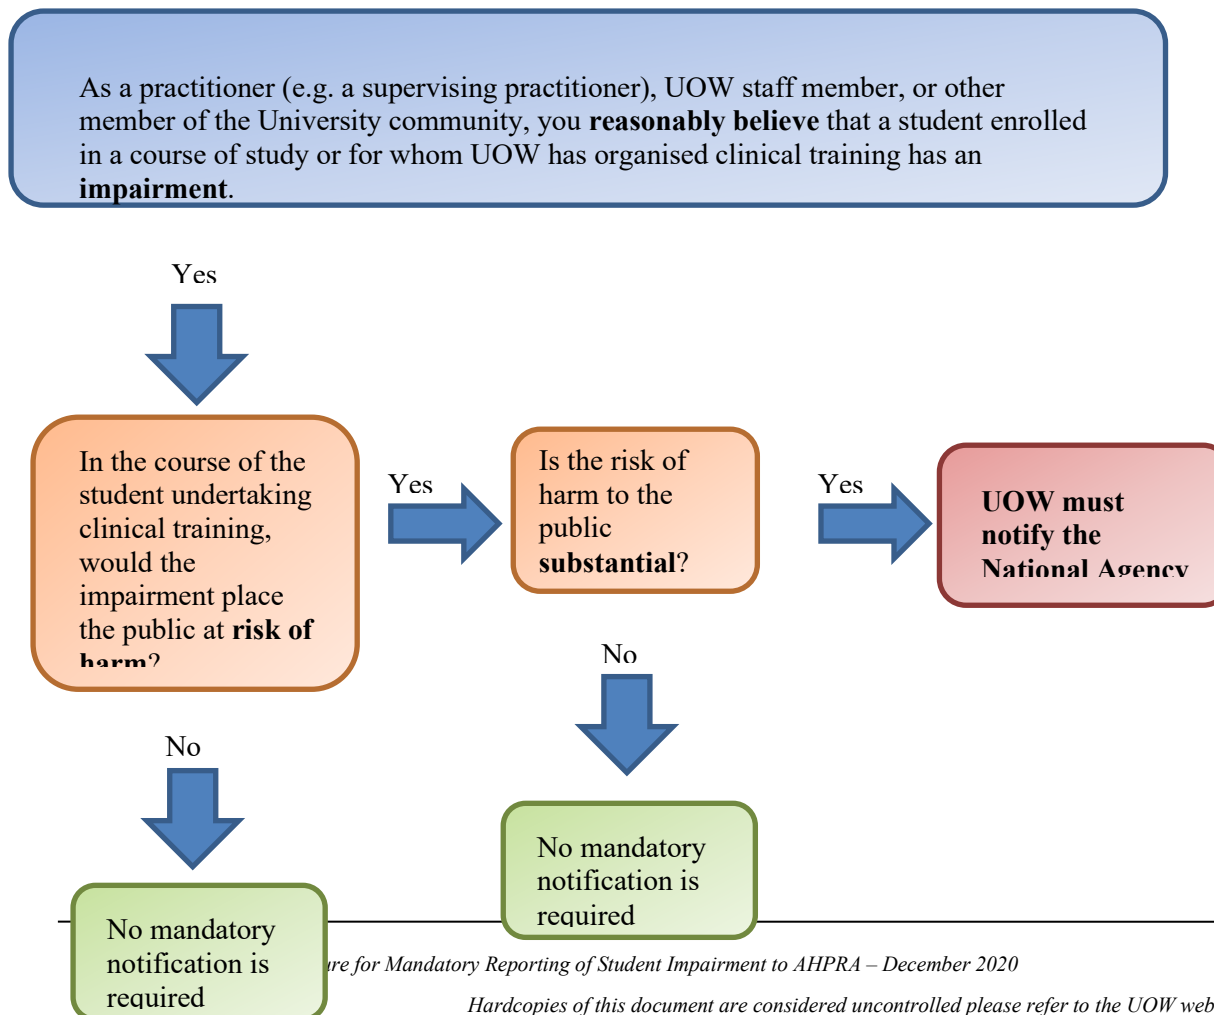 As a practitioner (e.g. a supervising practitioner), UOW staff member, or other
member of the University community, you reasonably believe that a student enrolled
in a course of study or for whom UOW has organised clinical training has an
impairment.
Yes
In the course of the
student undertaking
clinical training,
would the
impairment place
the public at risk of
harm?
Yes
Is the risk of
harm to the
public
substantial?
Yes
UOW must
notify the
National Agency
No
No mandatory
notification is
required
No
No mandatory
notification is
required
for Mandatory Reporting of Student Impairment to AHPRA – December 2020
Hardcopies of this document are considered uncontrolled please refer to the UOW web